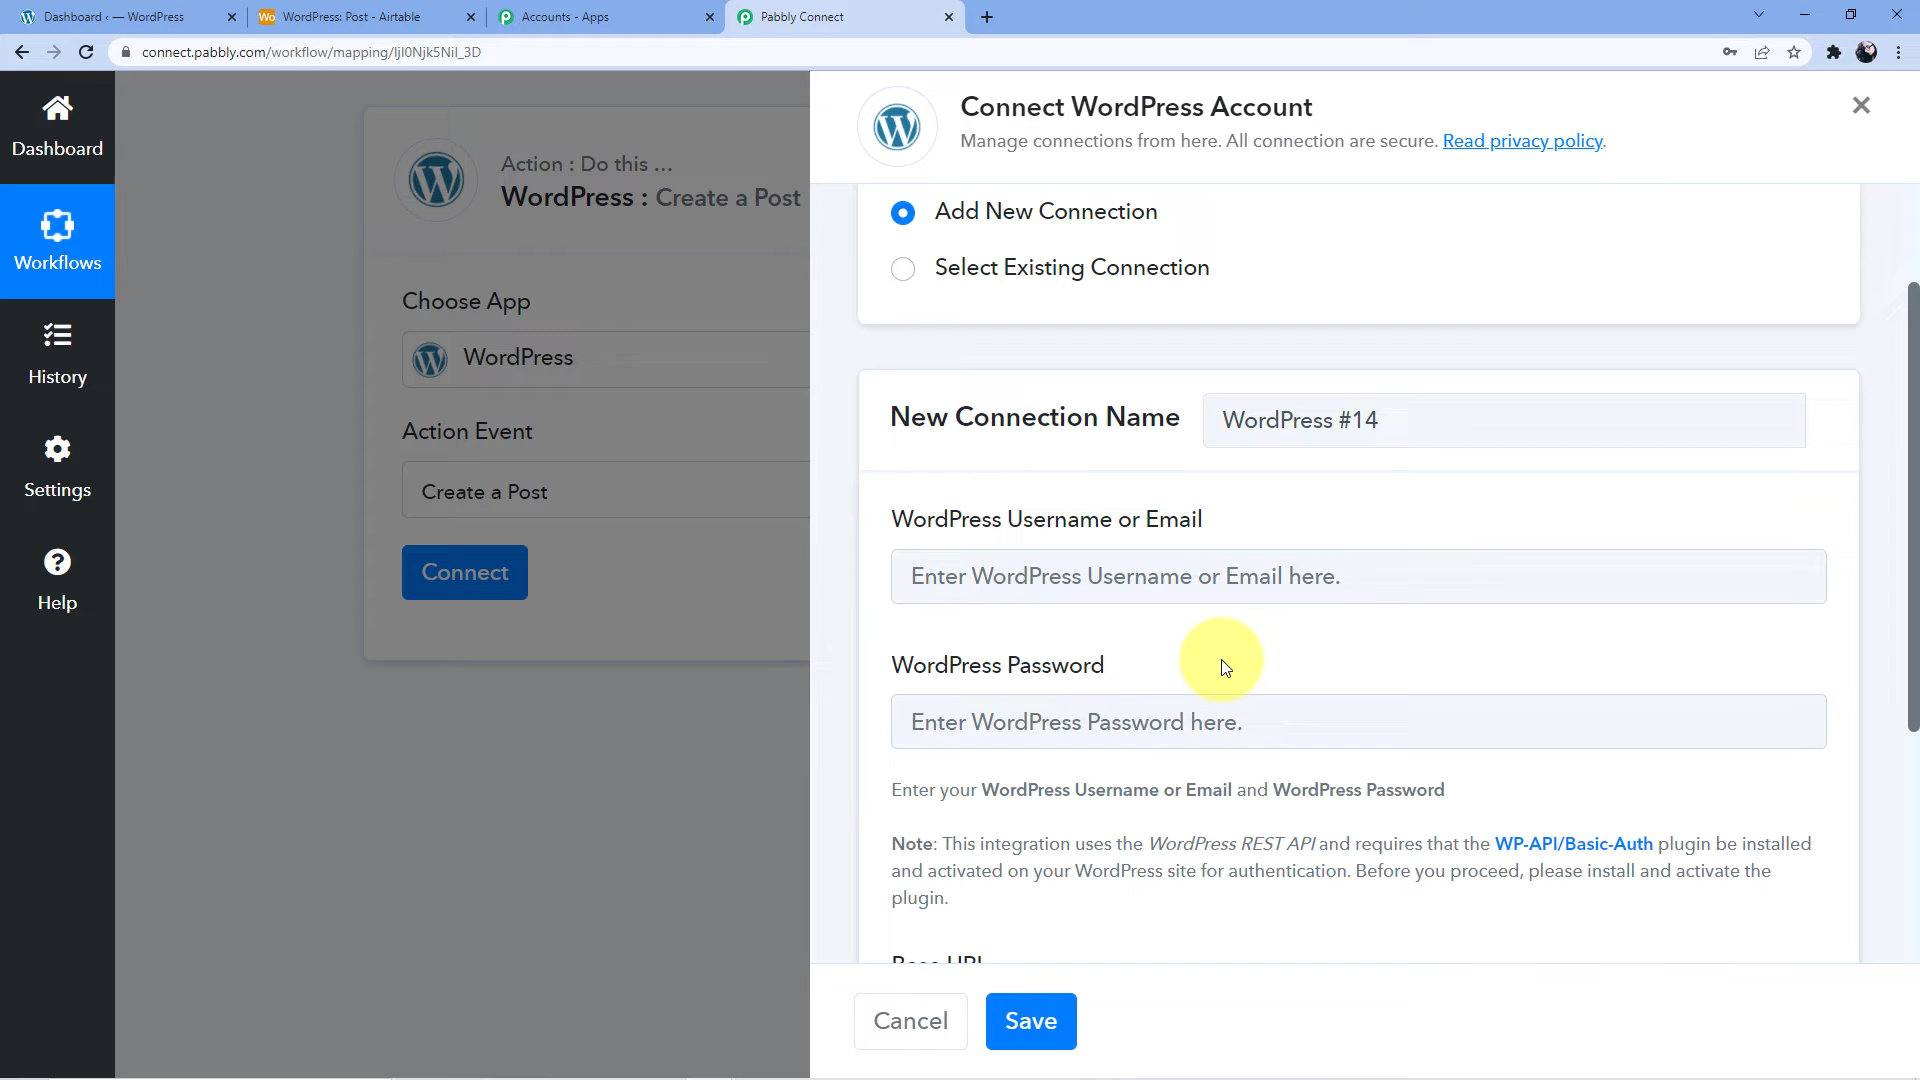 Dashboard ‹ — WordPress
WordPress: Post - Airtable
Accounts - Apps
Pabbly Connect
connect.pabbly.com/workflow/mapping/IjI0Njk5NiI_3D
Dashboard
Workflows
History
Settings
Help
Action : Do this ...
WordPress : Create a Post
Choose App
WordPress
Action Event
Create a Post
Connect
Connect WordPress Account
Manage connections from here. All connection are secure. Read privacy policy.
Add New Connection
Select Existing Connection
New Connection Name
WordPress #14
WordPress Username or Email
Enter WordPress Username or Email here.
WordPress Password
Enter WordPress Password here.
Enter your WordPress Username or Email and WordPress Password
Note: This integration uses the WordPress REST API and requires that the WP-API/Basic-Auth plugin be installed
and activated on your WordPress site for authentication. Before you proceed, please install and activate the
plugin.
Base URL
Cancel
Save